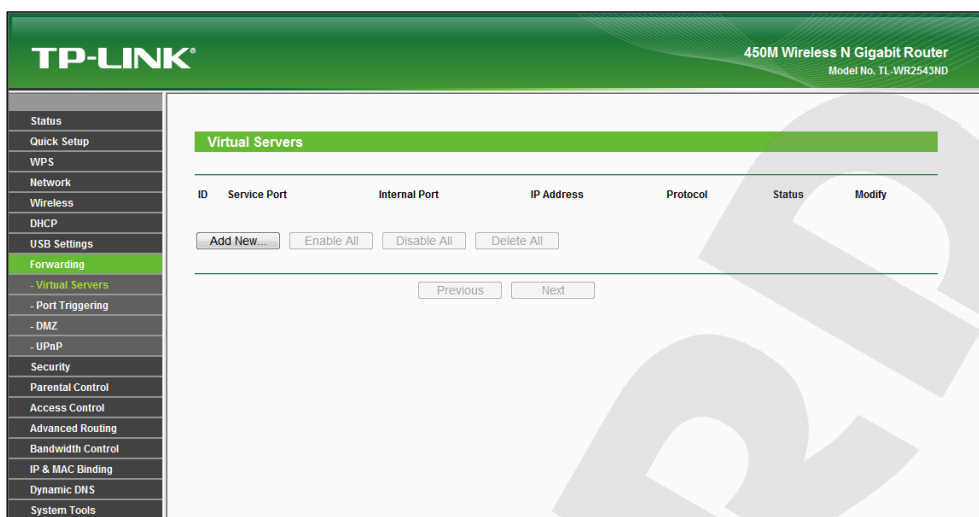 TP-LINK®
450M Wireless N Gigabit Router
Model No. TL-WR2543ND
Status
Quick Setup
WPS
Network
Wireless
DHCP
USB Settings
Forwarding
- Virtual Servers
- Port Triggering
- DMZ
- UPnP
Security
Parental Control
Access Control
Advanced Routing
Bandwidth Control
IP & MAC Binding
Dynamic DNS
System Tools
Virtual Servers
ID Service Port Internal Port IP Address Protocol Status Modify
Add New... Enable All Disable All Delete All
Previous Next